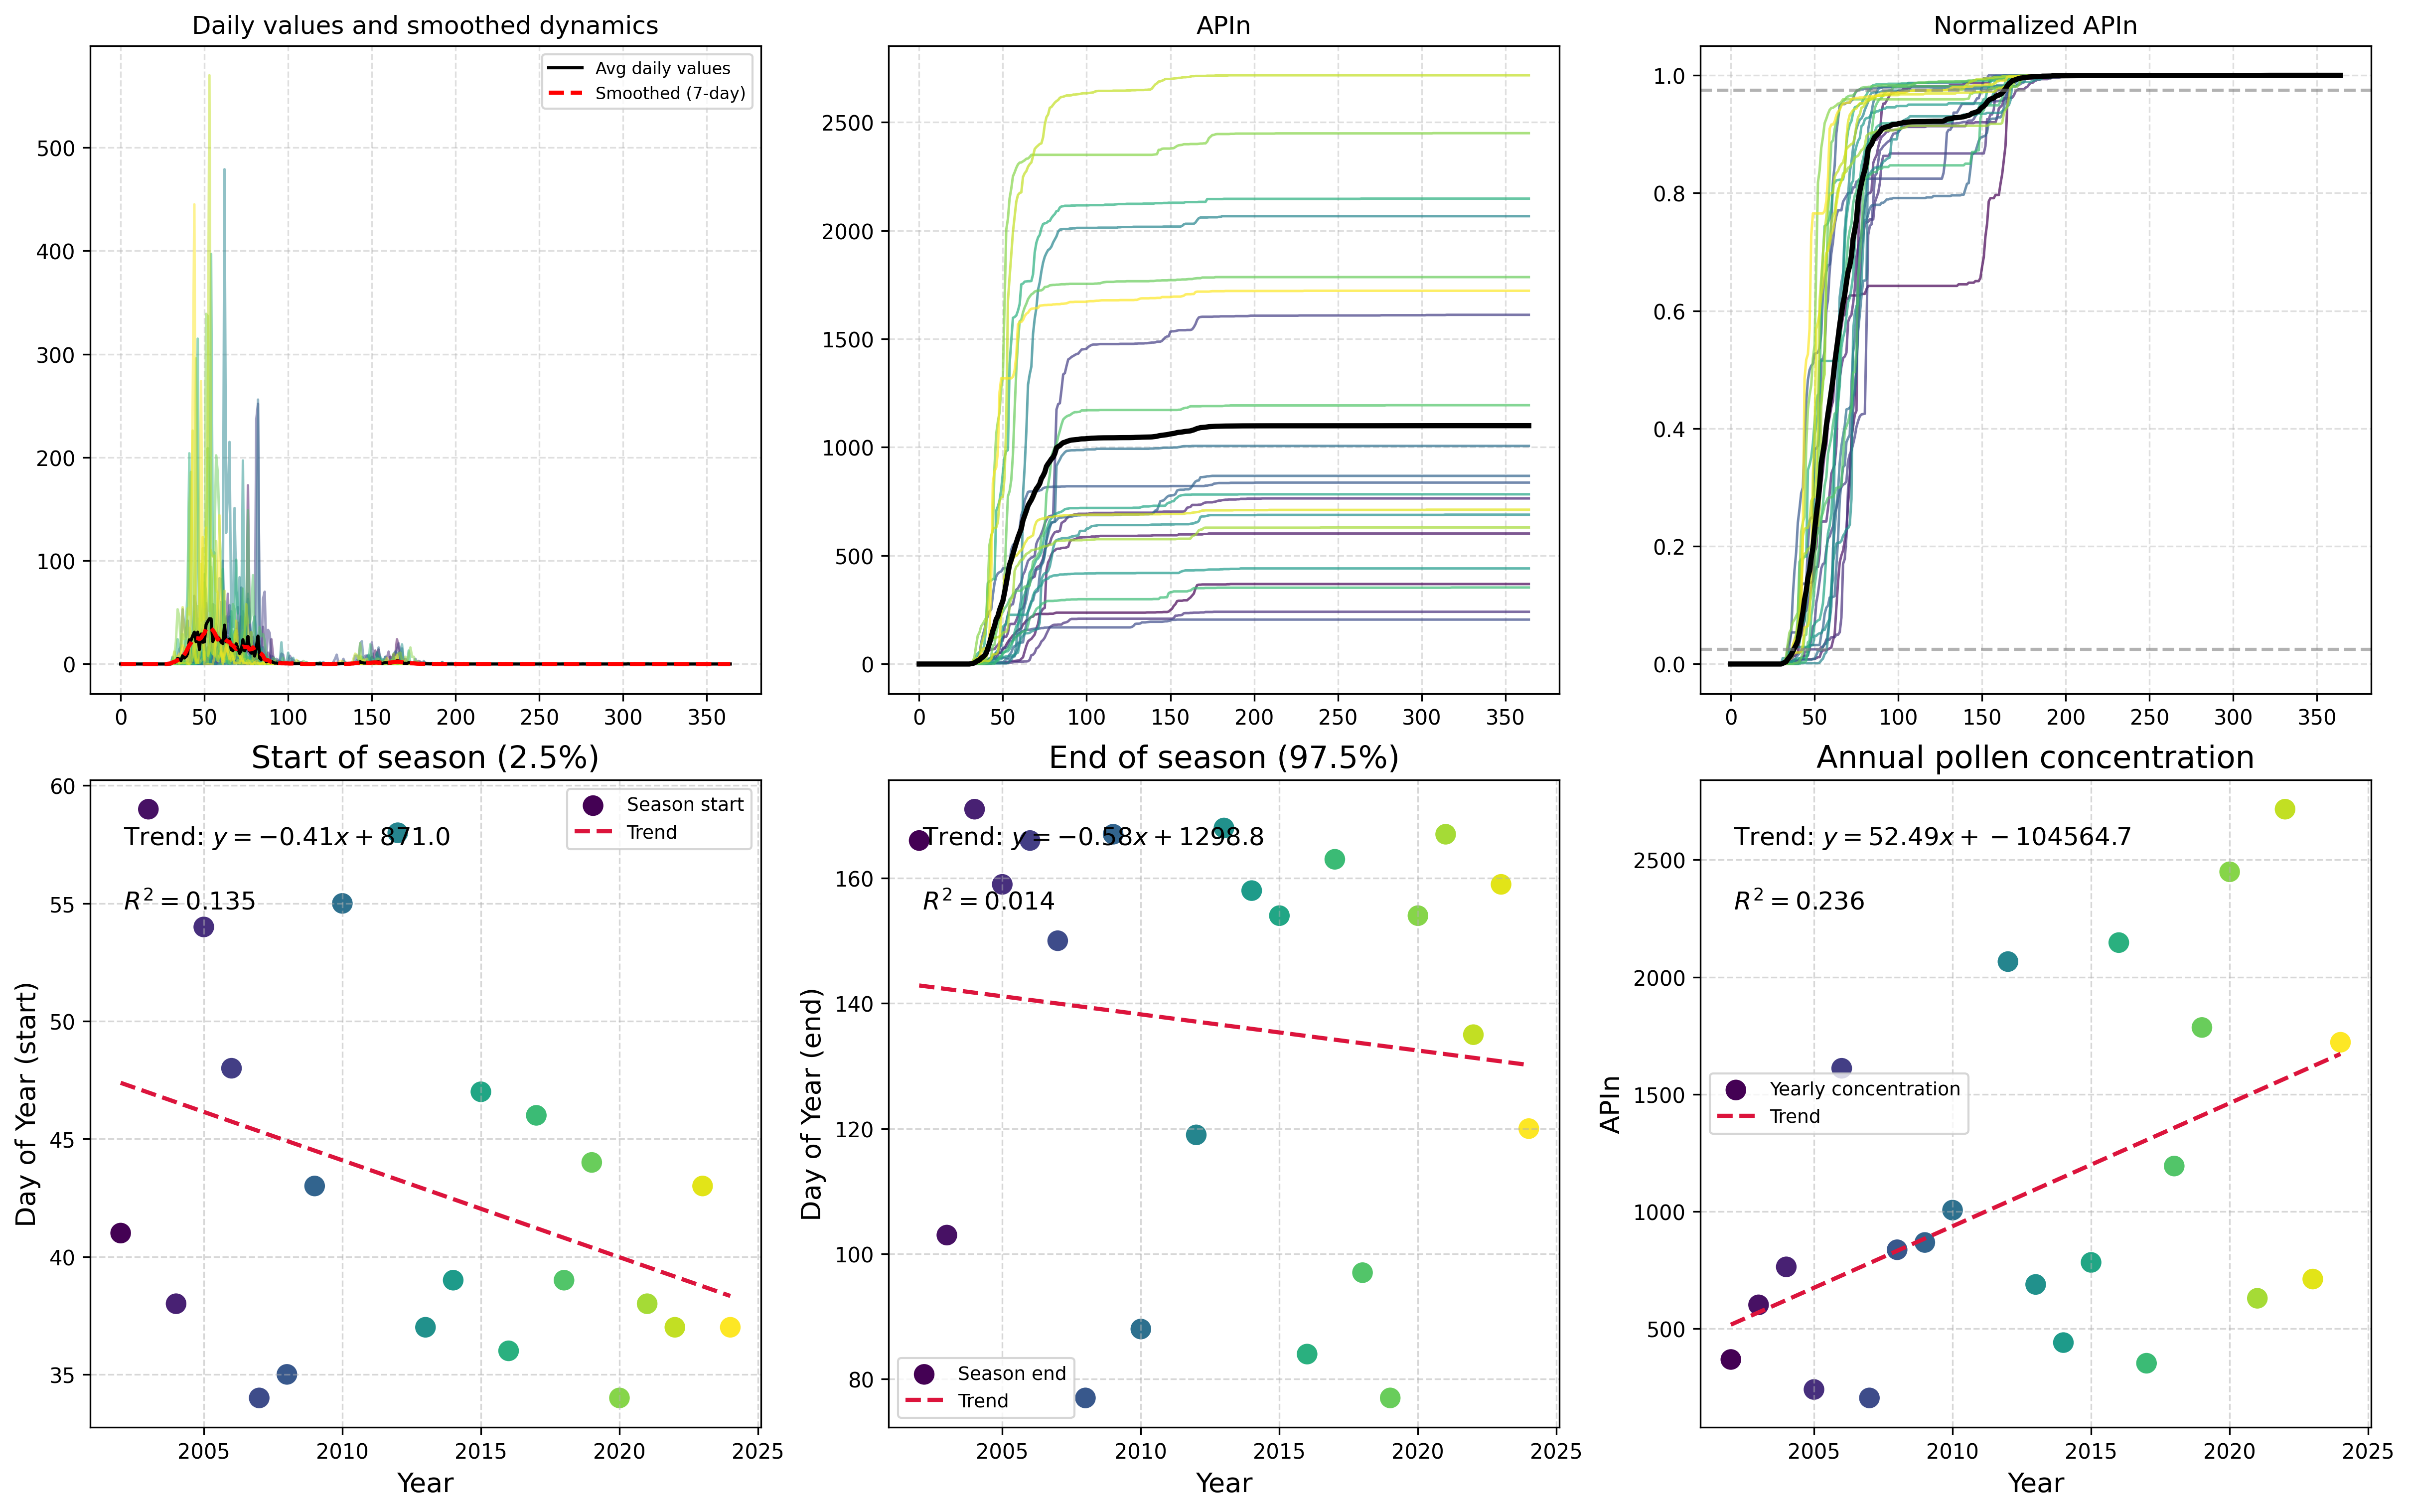 Daily values and smoothed dynamics
Avg daily values
Smoothed (7-day)
500
400
300
200
100
0
0 50 100 150 200 250 300 350
APIn
2500
2000
1500
1000
500
0
0 50 100 150 200 250 300 350
Normalized APIn
1.0
0.8
0.6
0.4
0.2
0.0
0 50 100 150 200 250 300 350
Start of season (2.5%)
Season start
Trend
Trend: y = −0.41x + 871.0
R² = 0.135
Day of Year (start)
60
55
50
45
40
35
2005 2010 2015 2020 2025
Year
End of season (97.5%)
Trend: y = −0.58x + 1298.8
R² = 0.014
Day of Year (end)
160
140
120
100
80
Season end
Trend
2005 2010 2015 2020 2025
Year
Annual pollen concentration
Trend: y = 52.49x + −104564.7
R² = 0.236
APIn
2500
2000
1500
1000
500
Yearly concentration
Trend
2005 2010 2015 2020 2025
Year